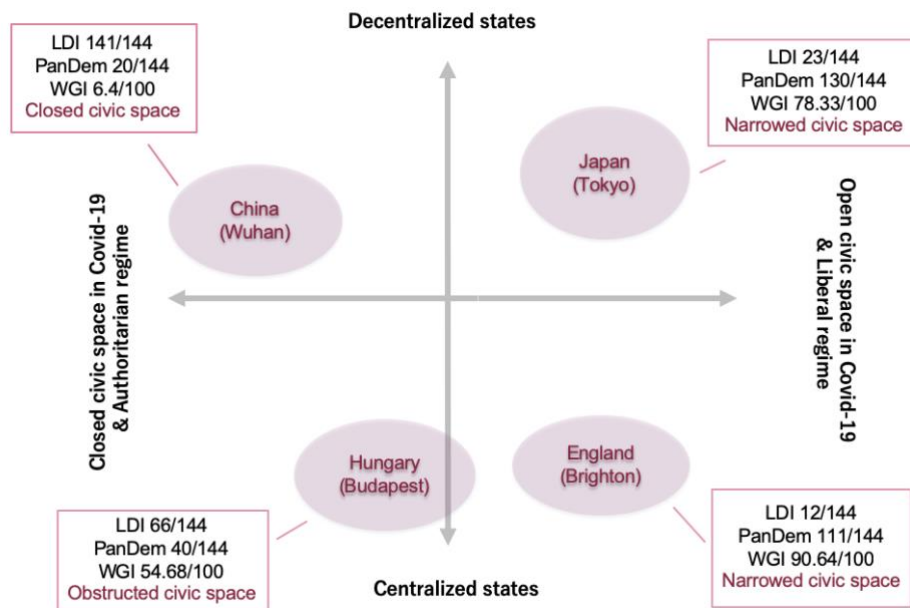 Decentralized states
LDI 141/144
PanDem 20/144
WGI 6.4/100
Closed civic space
LDI 23/144
PanDem 130/144
WGI 78.33/100
Narrowed civic space
China
(Wuhan)
Japan
(Tokyo)
Closed civic space in Covid-19
& Authoritarian regime
Open civic space in Covid-19
& Liberal regime
Hungary
(Budapest)
England
(Brighton)
LDI 66/144
PanDem 40/144
WGI 54.68/100
Obstructed civic space
LDI 12/144
PanDem 111/144
WGI 90.64/100
Narrowed civic space
Centralized states